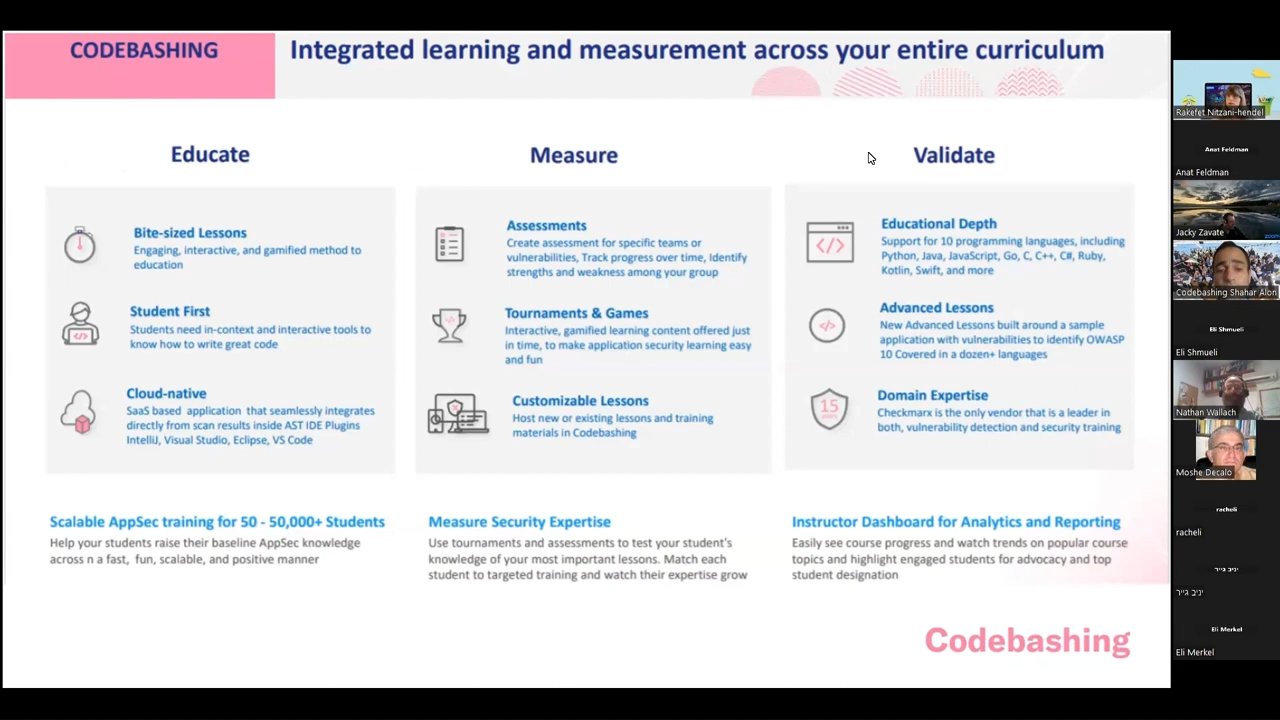 CODEBASHING
Integrated learning and measurement across your entire curriculum
Educate
Bite-sized Lessons
Engaging, interactive, and gamified method to
education
Student First
Students need in-context and interactive tools to
know how to write great code
Cloud-native
SaaS based application that seamlessly integrates
directly from scan results inside AST IDE Plugins
IntelliJ, Visual Studio, Eclipse, VS Code
Measure
Assessments
Create assessment for specific teams or
vulnerabilities, Track progress over time, Identify
strengths and weakness among your group
Tournaments & Games
Interactive, gamified learning content offered just
in time, to make application security learning easy
and fun
Customizable Lessons
Host new or existing lessons and training
materials in Codebashing
Validate
Educational Depth
Support for 10 programming languages, including
Python, Java, JavaScript, Go, C, C++, C#, Ruby,
Kotlin, Swift, and more
Advanced Lessons
New Advanced Lessons built around a sample
application with vulnerabilities to identify OWASP
10 Covered in a dozen+ languages
15
Domain Expertise
Checkmarx is the only vendor that is a leader in
both, vulnerability detection and security training
Scalable AppSec training for 50 - 50,000+ Students
Help your students raise their baseline AppSec knowledge
across n a fast, fun, scalable, and positive manner
Measure Security Expertise
Use tournaments and assessments to test your student's
knowledge of your most important lessons. Match each
student to targeted training and watch their expertise grow
Instructor Dashboard for Analytics and Reporting
Easily see course progress and watch trends on popular course
topics and highlight engaged students for advocacy and top
student designation
Codebashing
Rakefet Nitzani-hendel
Anat Feldman
Anat Feldman
Jacky Zavate
zoom
Codebashing Shahar Alon
Eli Shmueli
Eli Shmueli
Nathan Wallach
Moshe Decalo
racheli
racheli
יניב גייר
יניב גייר
Eli Merkel
Eli Merkel